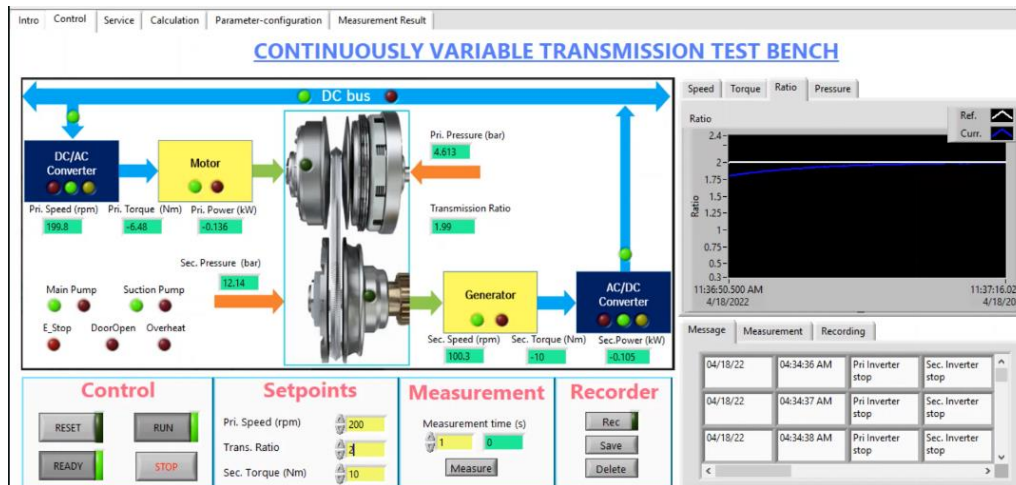 Intro Control Service Calculation Parameter-configuration Measurement Result
CONTINUOUSLY VARIABLE TRANSMISSION TEST BENCH
DC bus
DC/AC
Converter
Motor
Pri. Speed (rpm) Pri. Torque (Nm) Pri. Power (kW)
199.8 -6.48 -0.136
Pri. Pressure (bar)
4.613
Transmission Ratio
1.99
Sec. Pressure (bar)
12.14
Main Pump Suction Pump
E_Stop DoorOpen Overheat
Generator
AC/DC
Converter
Sec. Speed (rpm) Sec. Torque (Nm) Sec.Power (kW)
100.3 -10 -0.105
Speed Torque Ratio Pressure
Ratio
Ref.
Curr.
Ratio
2.4
2
1.75
1.5
1.25
1
0.75
0.5
0.3
11:36:50.500 AM 11:37:16.02
4/18/2022 4/18/20
Control
RESET RUN
READY STOP
Setpoints
Pri. Speed (rpm) 200
Trans. Ratio 2
Sec. Torque (Nm) 10
Measurement
Measurement time (s)
1 0
Measure
Recorder
Rec
Save
Delete
Message Measurement Recording
04/18/22 04:34:36 AM Pri Inverter stop Sec. Inverter stop
04/18/22 04:34:37 AM Pri Inverter stop Sec. Inverter stop
04/18/22 04:34:38 AM Pri Inverter stop Sec. Inverter stop